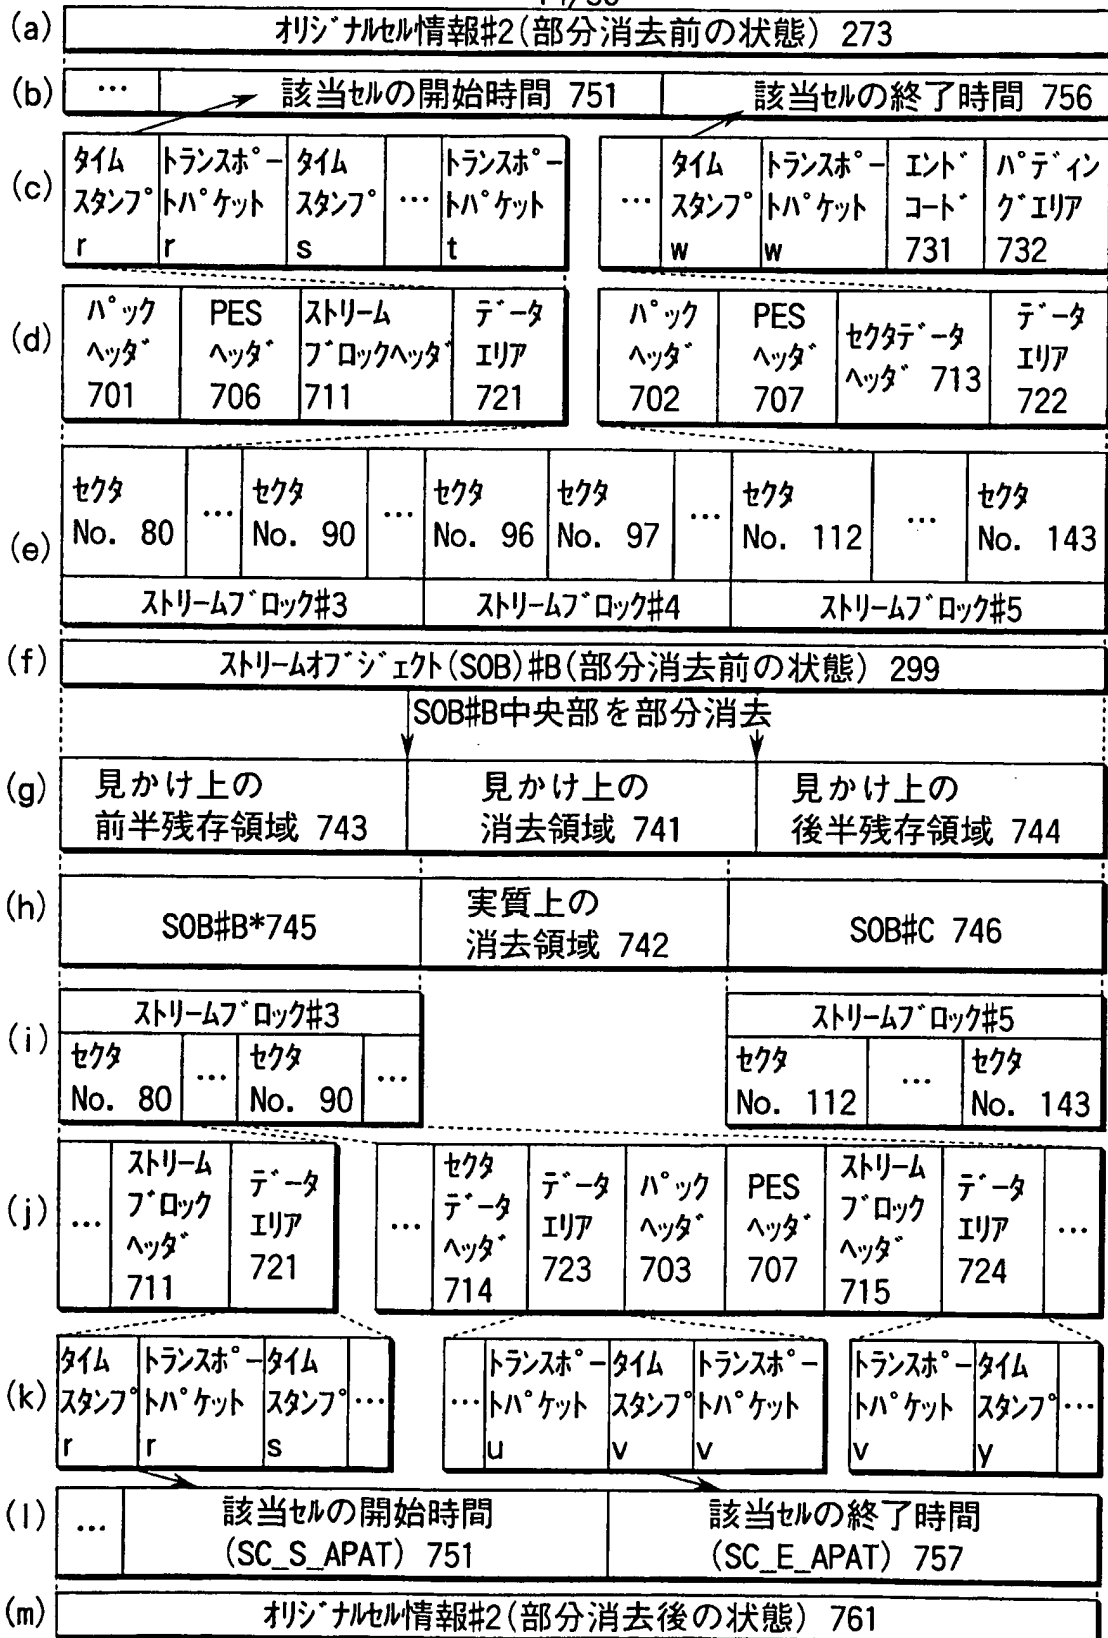 (a) オリジナルセル情報#2(部分消去前の状態) 273
(b) … 該当セルの開始時間 751 該当セルの終了時間 756
(c)
タイムスタンプ r
トランスポートパケット r
タイムスタンプ s
…
トランスポートパケット t
…
タイムスタンプ w
トランスポートパケット w
エンドコード 731
パディングエリア 732
(d)
パックヘッダ 701
PESヘッダ 706
ストリームブロックヘッダ 711
データエリア 721
パックヘッダ 702
PESヘッダ 707
セクタデータヘッダ 713
データエリア 722
(e)
セクタ No. 80
…
セクタ No. 90
…
セクタ No. 96
セクタ No. 97
…
セクタ No. 112
…
セクタ No. 143
ストリームブロック#3
ストリームブロック#4
ストリームブロック#5
(f) ストリームオブジェクト(SOB)#B(部分消去前の状態) 299
SOB#B中央部を部分消去
(g)
見かけ上の
前半残存領域 743
見かけ上の
消去領域 741
見かけ上の
後半残存領域 744
(h)
SOB#B*745
実質上の
消去領域 742
SOB#C 746
(i)
ストリームブロック#3
セクタ No. 80
…
セクタ No. 90
…
ストリームブロック#5
セクタ No. 112
…
セクタ No. 143
(j)
…
ストリームブロックヘッダ 711
データエリア 721
…
セクタデータヘッダ 714
データエリア 723
パックヘッダ 703
PESヘッダ 707
ストリームブロックヘッダ 715
データエリア 724
…
(k)
タイムスタンプ r
トランスポートパケット r
タイムスタンプ s
…
…
トランスポートパケット u
タイムスタンプ v
トランスポートパケット v
トランスポートパケット v
タイムスタンプ y
…
(l)
…
該当セルの開始時間
(SC_S_APAT) 751
該当セルの終了時間
(SC_E_APAT) 757
(m) オリジナルセル情報#2(部分消去後の状態) 761